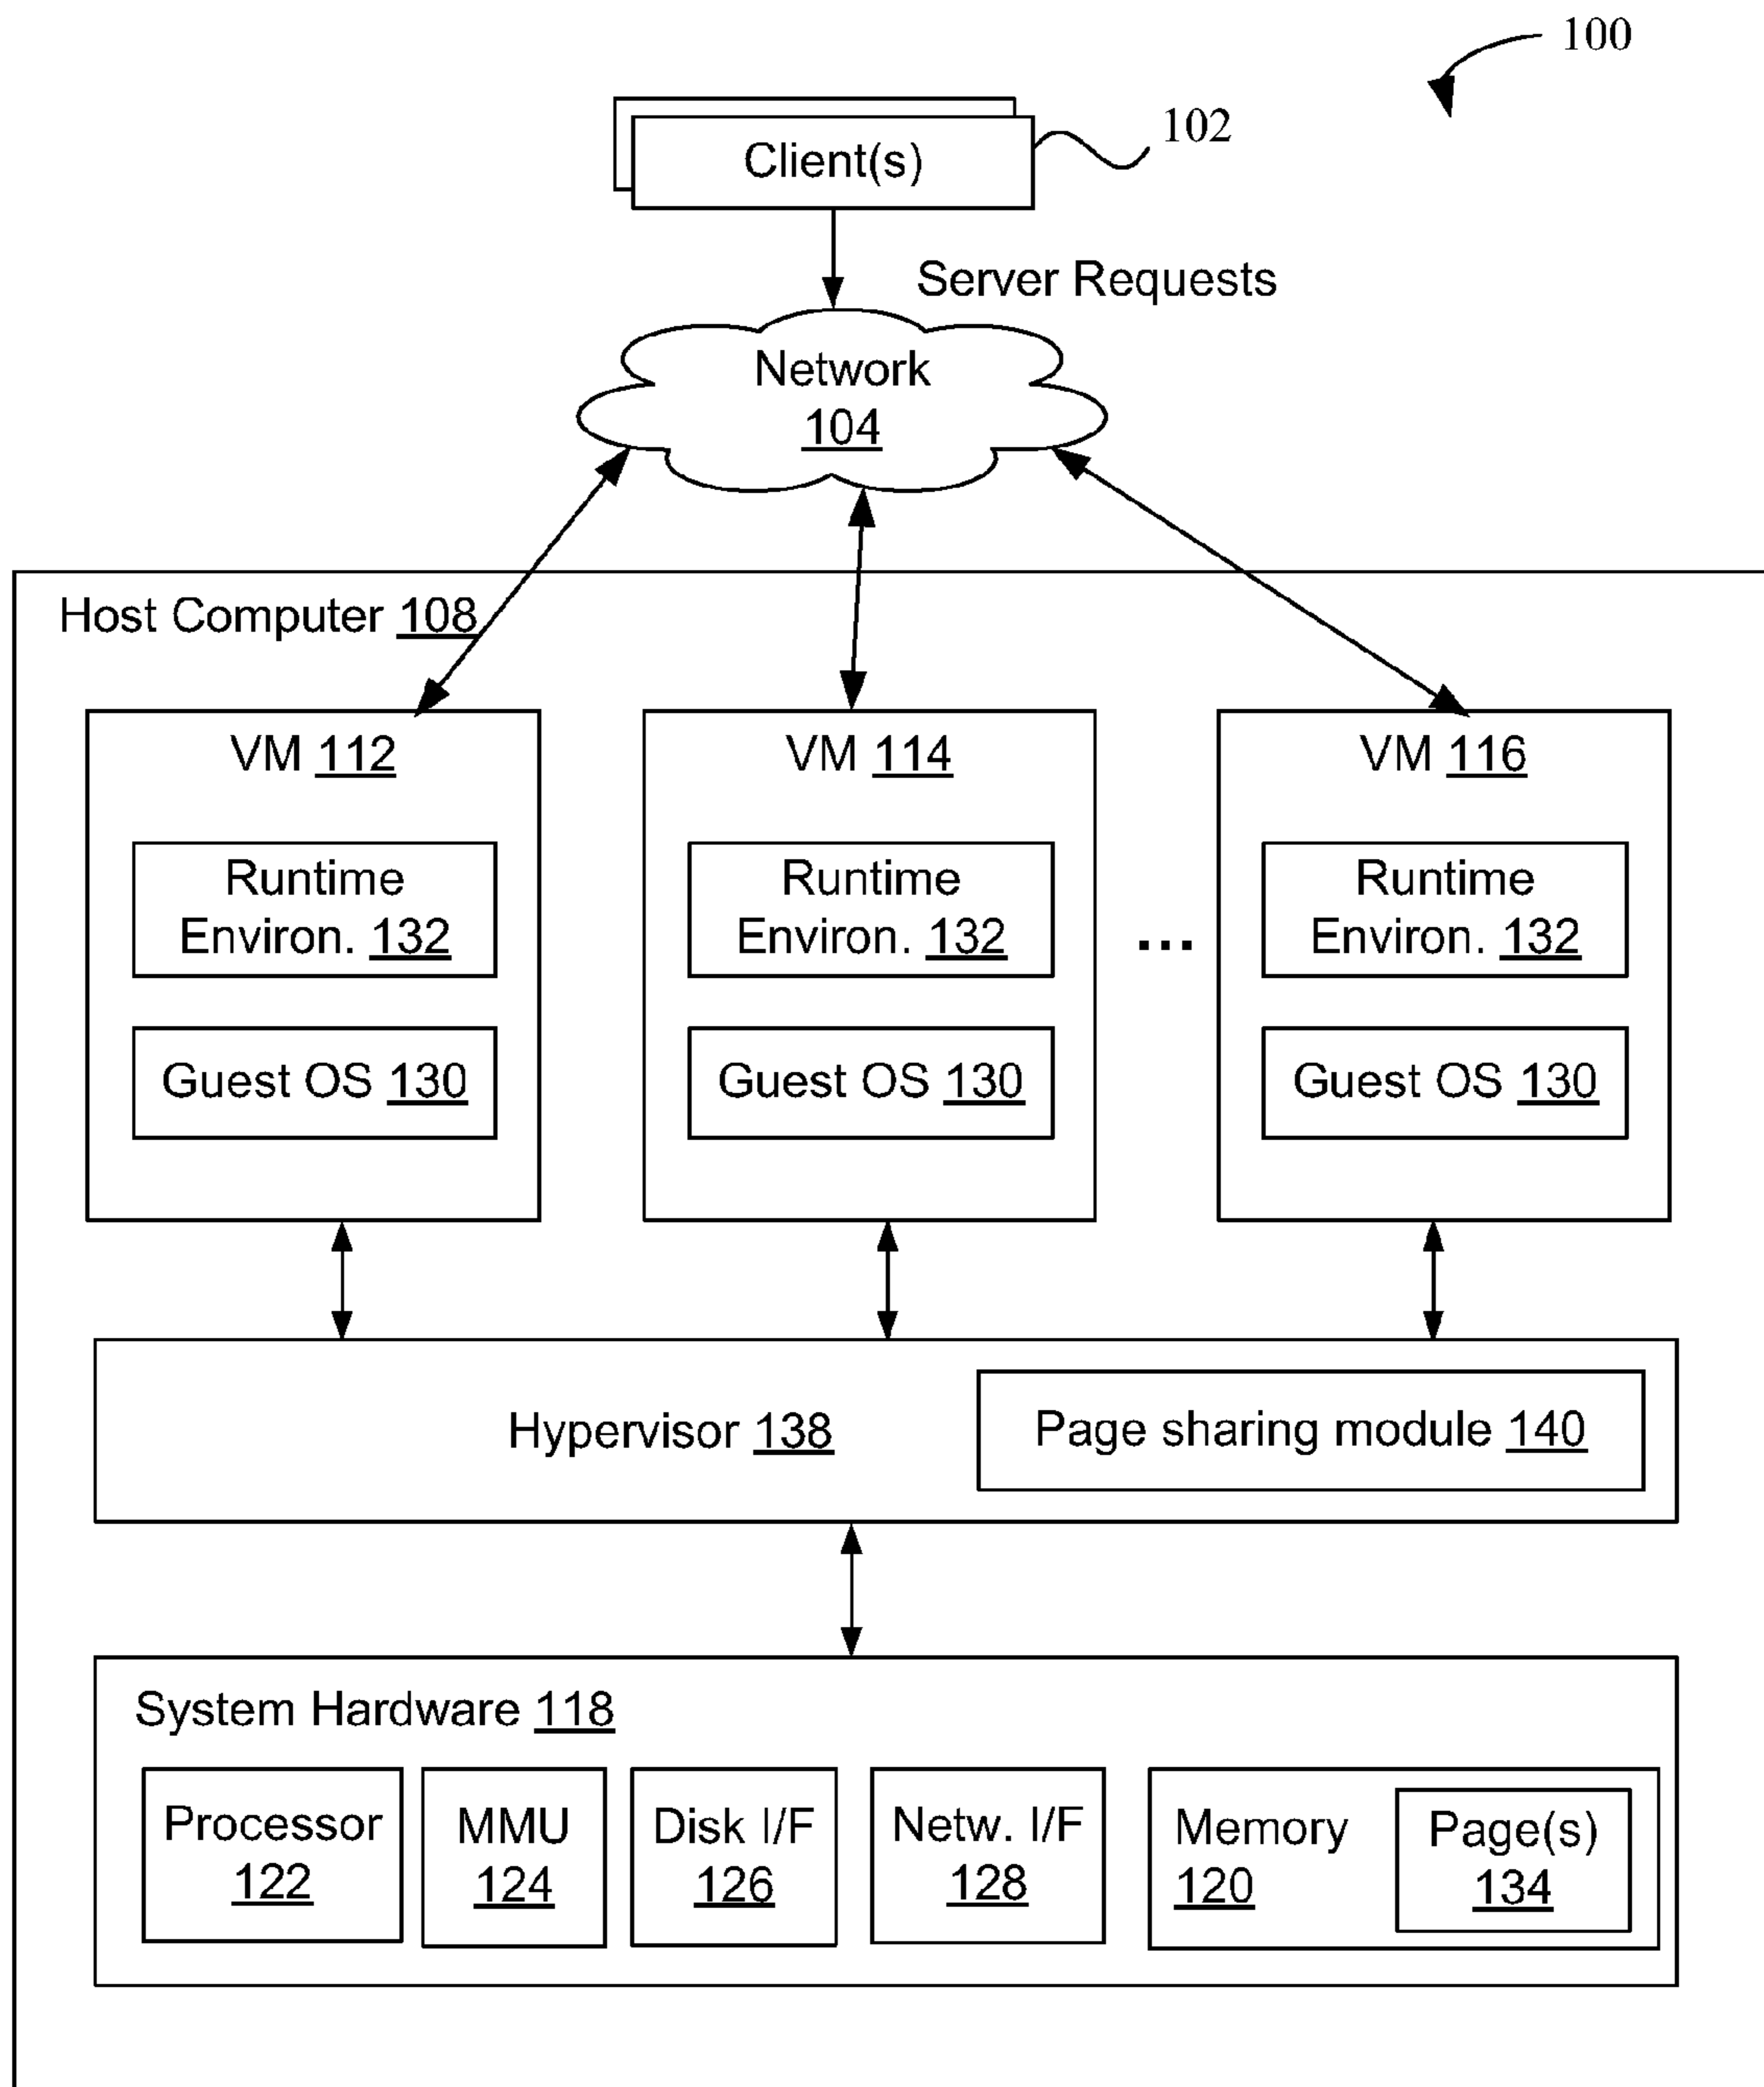 100
102
Client(s)
Server Requests
Network
104
Host Computer 108
VM 112
Runtime
Environ. 132
Guest OS 130
VM 114
Runtime
Environ. 132
Guest OS 130
...
VM 116
Runtime
Environ. 132
Guest OS 130
Hypervisor 138
Page sharing module 140
System Hardware 118
Processor
122
MMU
124
Disk I/F
126
Netw. I/F
128
Memory
120
Page(s)
134